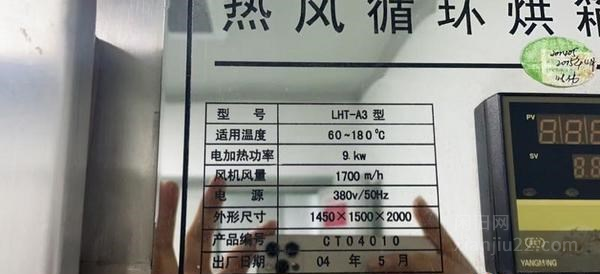 热风循环烘箱
型 号 LHT-A3 型
适用温度 60~180℃
电加热功率 9.kw
风机风量 1700 m/h
电 源 380v/50Hz
外形尺寸 1450×1500×2000
产品编号 CT04010
出厂日期 04 年 5 月
PV
SV
YANGMING